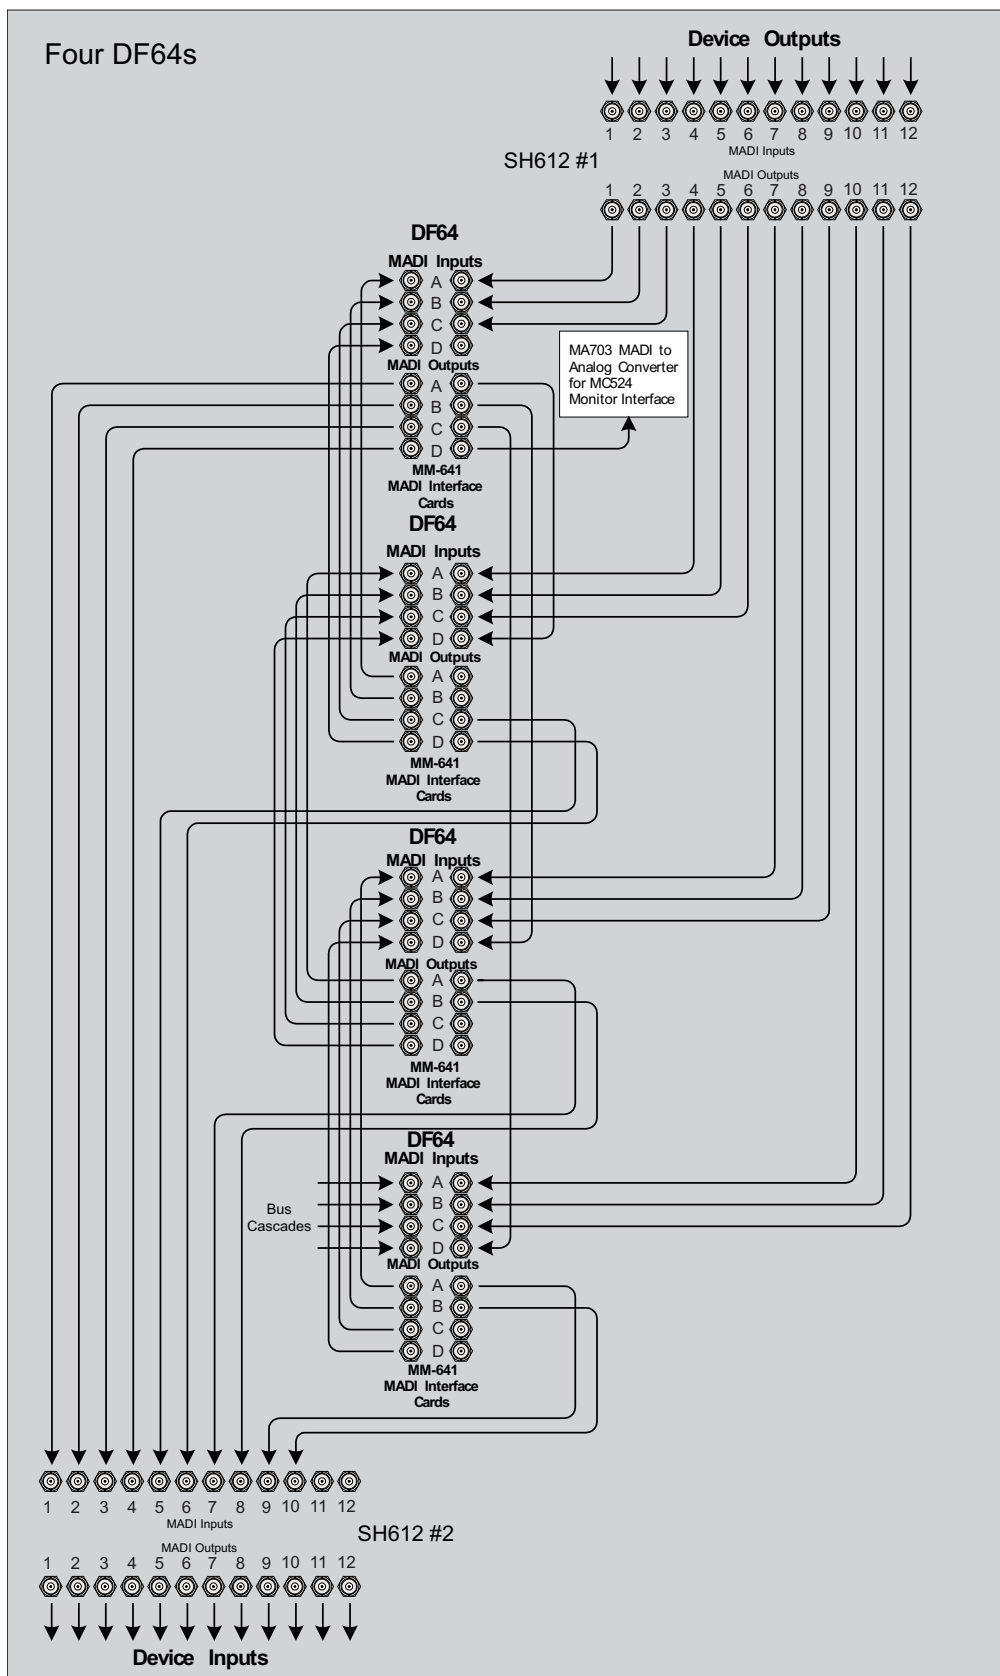 Four DF64s
Device Outputs
1 2 3 4 5 6 7 8 9 10 11 12
MADI Inputs
SH612 #1
MADI Outputs
1 2 3 4 5 6 7 8 9 10 11 12
DF64
MADI Inputs
A
B
C
D
MADI Outputs
A
B
C
D
MM-641
MADI Interface
Cards
MA703 MADI to
Analog Converter
for MC524
Monitor Interface
DF64
MADI Inputs
A
B
C
D
MADI Outputs
A
B
C
D
MM-641
MADI Interface
Cards
DF64
MADI Inputs
A
B
C
D
MADI Outputs
A
B
C
D
MM-641
MADI Interface
Cards
DF64
MADI Inputs
A
B
C
D
Bus
Cascades
MADI Outputs
A
B
C
D
MM-641
MADI Interface
Cards
1 2 3 4 5 6 7 8 9 10 11 12
MADI Inputs
SH612 #2
MADI Outputs
1 2 3 4 5 6 7 8 9 10 11 12
Device Inputs